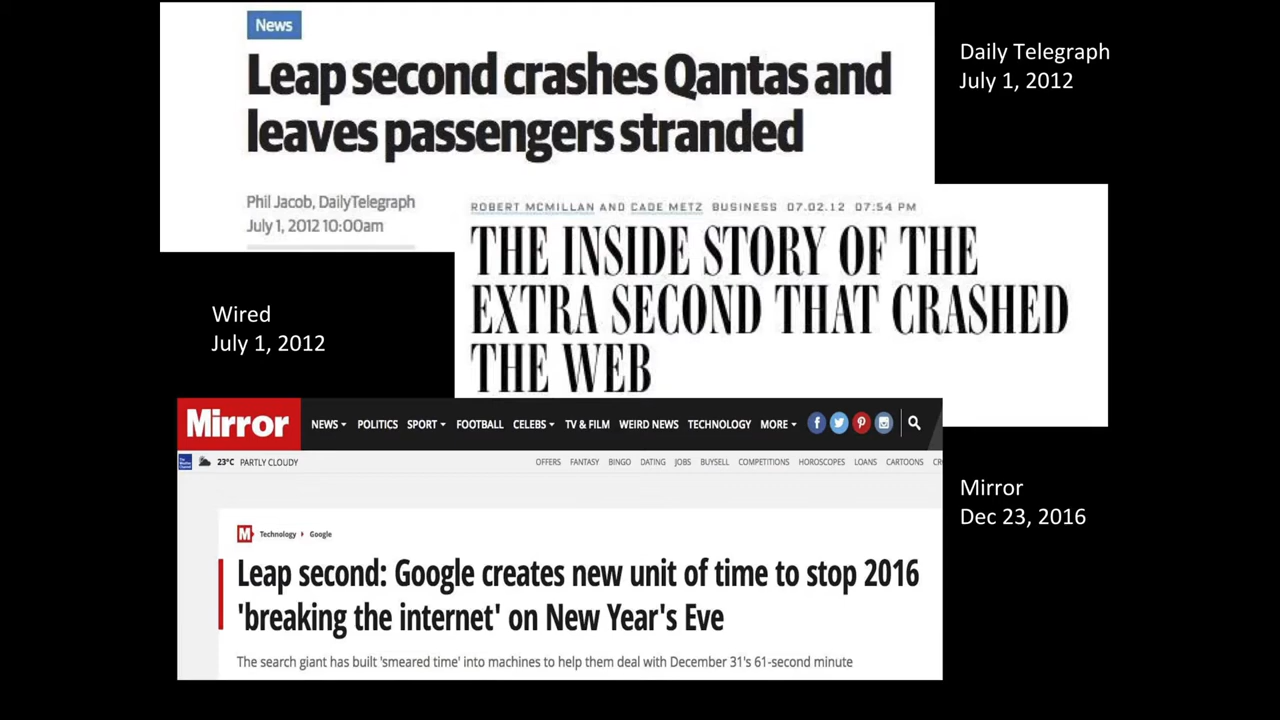 News
Leap second crashes Qantas and
leaves passengers stranded
Phil Jacob, DailyTelegraph
July 1, 2012 10:00am
Daily Telegraph
July 1, 2012
ROBERT MCMILLAN AND CADE METZ BUSINESS 07.02.12 07:54 PM
THE INSIDE STORY OF THE
EXTRA SECOND THAT CRASHED
THE WEB
Wired
July 1, 2012
Mirror NEWS POLITICS SPORT FOOTBALL CELEBS TV & FILM WEIRD NEWS TECHNOLOGY MORE
23°C PARTLY CLOUDY OFFERS FANTASY BINGO DATING JOBS BUYSELL COMPETITIONS HOROSCOPES LOANS CARTOONS
Mirror
Dec 23, 2016
M Technology Google
Leap second: Google creates new unit of time to stop 2016
'breaking the internet' on New Year's Eve
The search giant has built 'smeared time' into machines to help them deal with December 31's 61-second minute